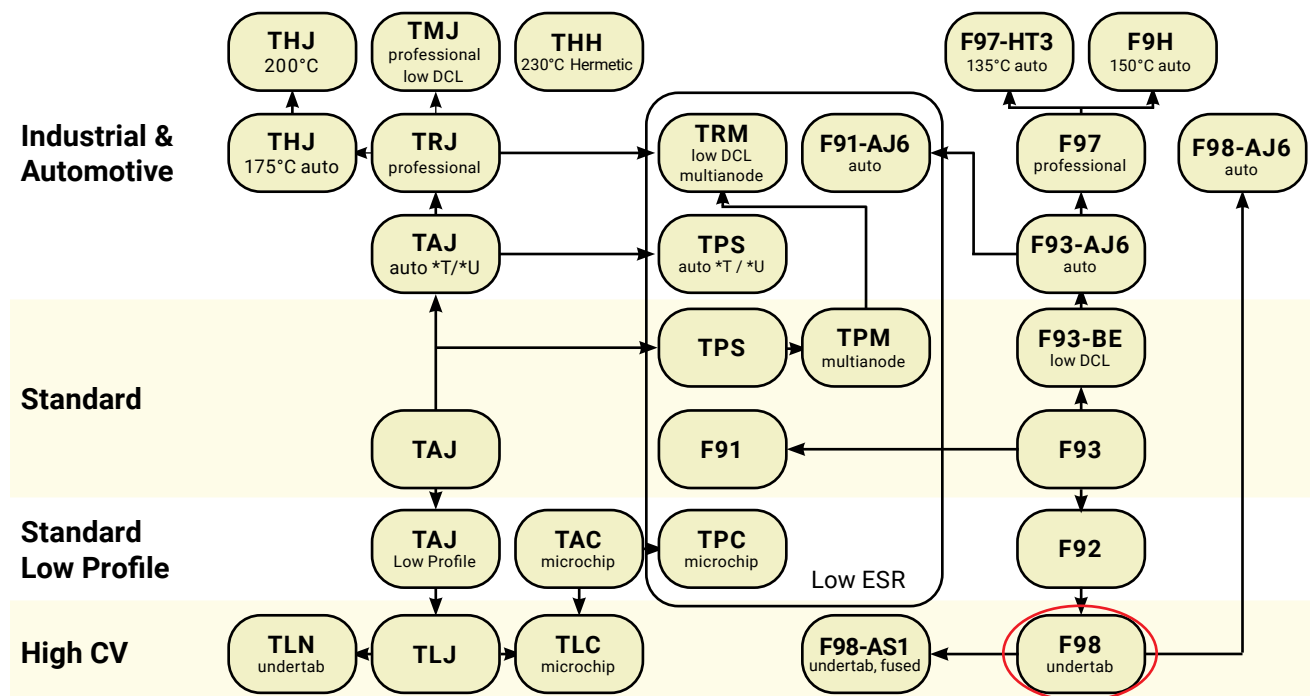 THJ
200°C
TMJ
professional
low DCL
THH
230°C Hermetic
F97-HT3
135°C auto
F9H
150°C auto
Industrial &
Automotive
THJ
175°C auto
TRJ
professional
TRM
low DCL
multianode
F91-AJ6
auto
F97
professional
F98-AJ6
auto
TAJ
auto *T/*U
TPS
auto *T / *U
F93-AJ6
auto
Standard
TPS
TPM
multianode
F93-BE
low DCL
TAJ
F91
F93
Standard
Low Profile
TAJ
Low Profile
TAC
microchip
TPC
microchip
F92
Low ESR
High CV
TLN
undertab
TLJ
TLC
microchip
F98-AS1
undertab, fused
F98
undertab